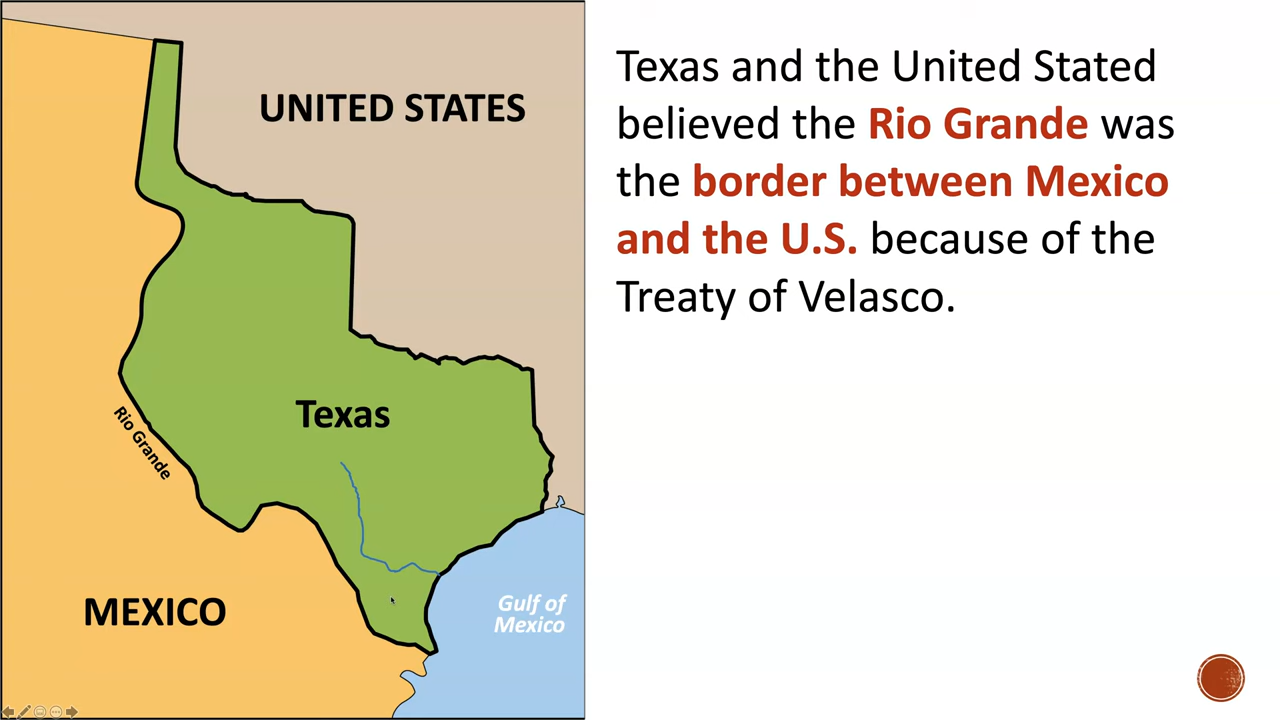 UNITED STATES
Texas
Rio Grande
MEXICO
Gulf of
Mexico
Texas and the United Stated
believed the Rio Grande was
the border between Mexico
and the U.S. because of the
Treaty of Velasco.